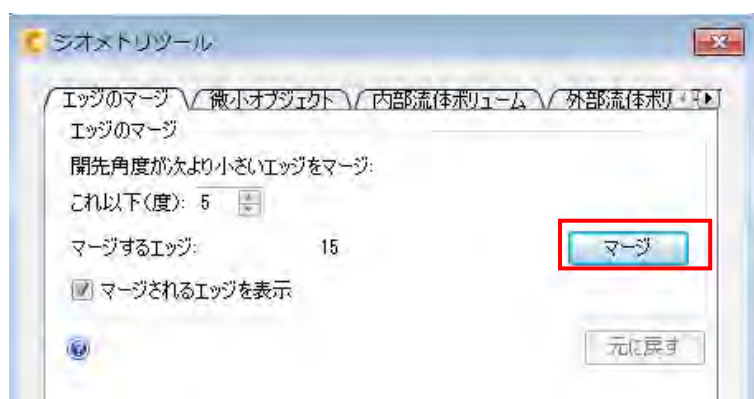 ジオメトリツール
エッジのマージ 微小オブジェクト 内部流体ボリューム 外部流体ボリ
エッジのマージ
開先角度が次より小さいエッジをマージ:
これ以下(度): 5
マージするエッジ: 15 マージ
マージされるエッジを表示
元に戻す